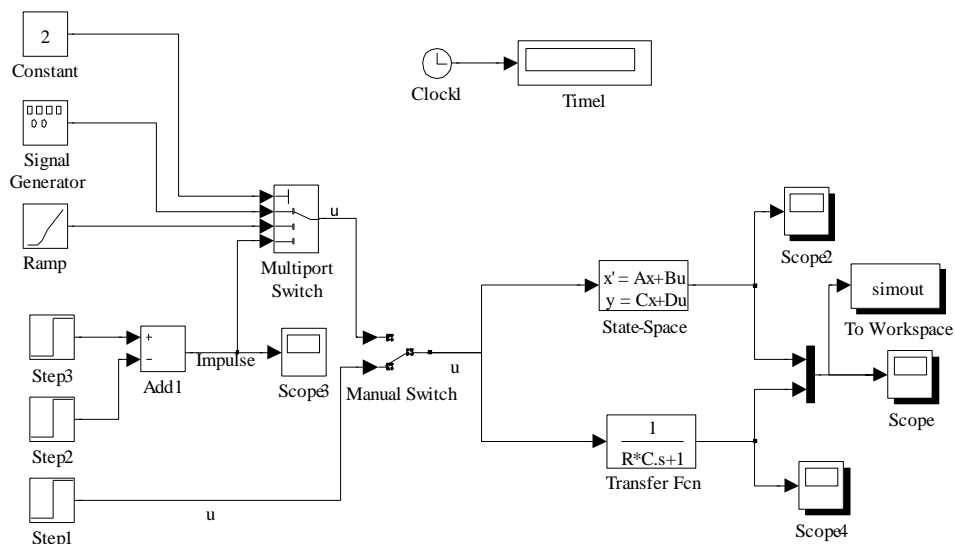 2
Constant
Signal
Generator
Ramp
Step3
Step2
Step1
u
+
−
Add1
Impulse
Scope3
Multiport
Switch
u
Manual Switch
u
Clock1
Time1
x' = Ax+Bu
y = Cx+Du
State-Space
1
R*C.s+1
Transfer Fcn
Scope2
simout
To Workspace
Scope
Scope4